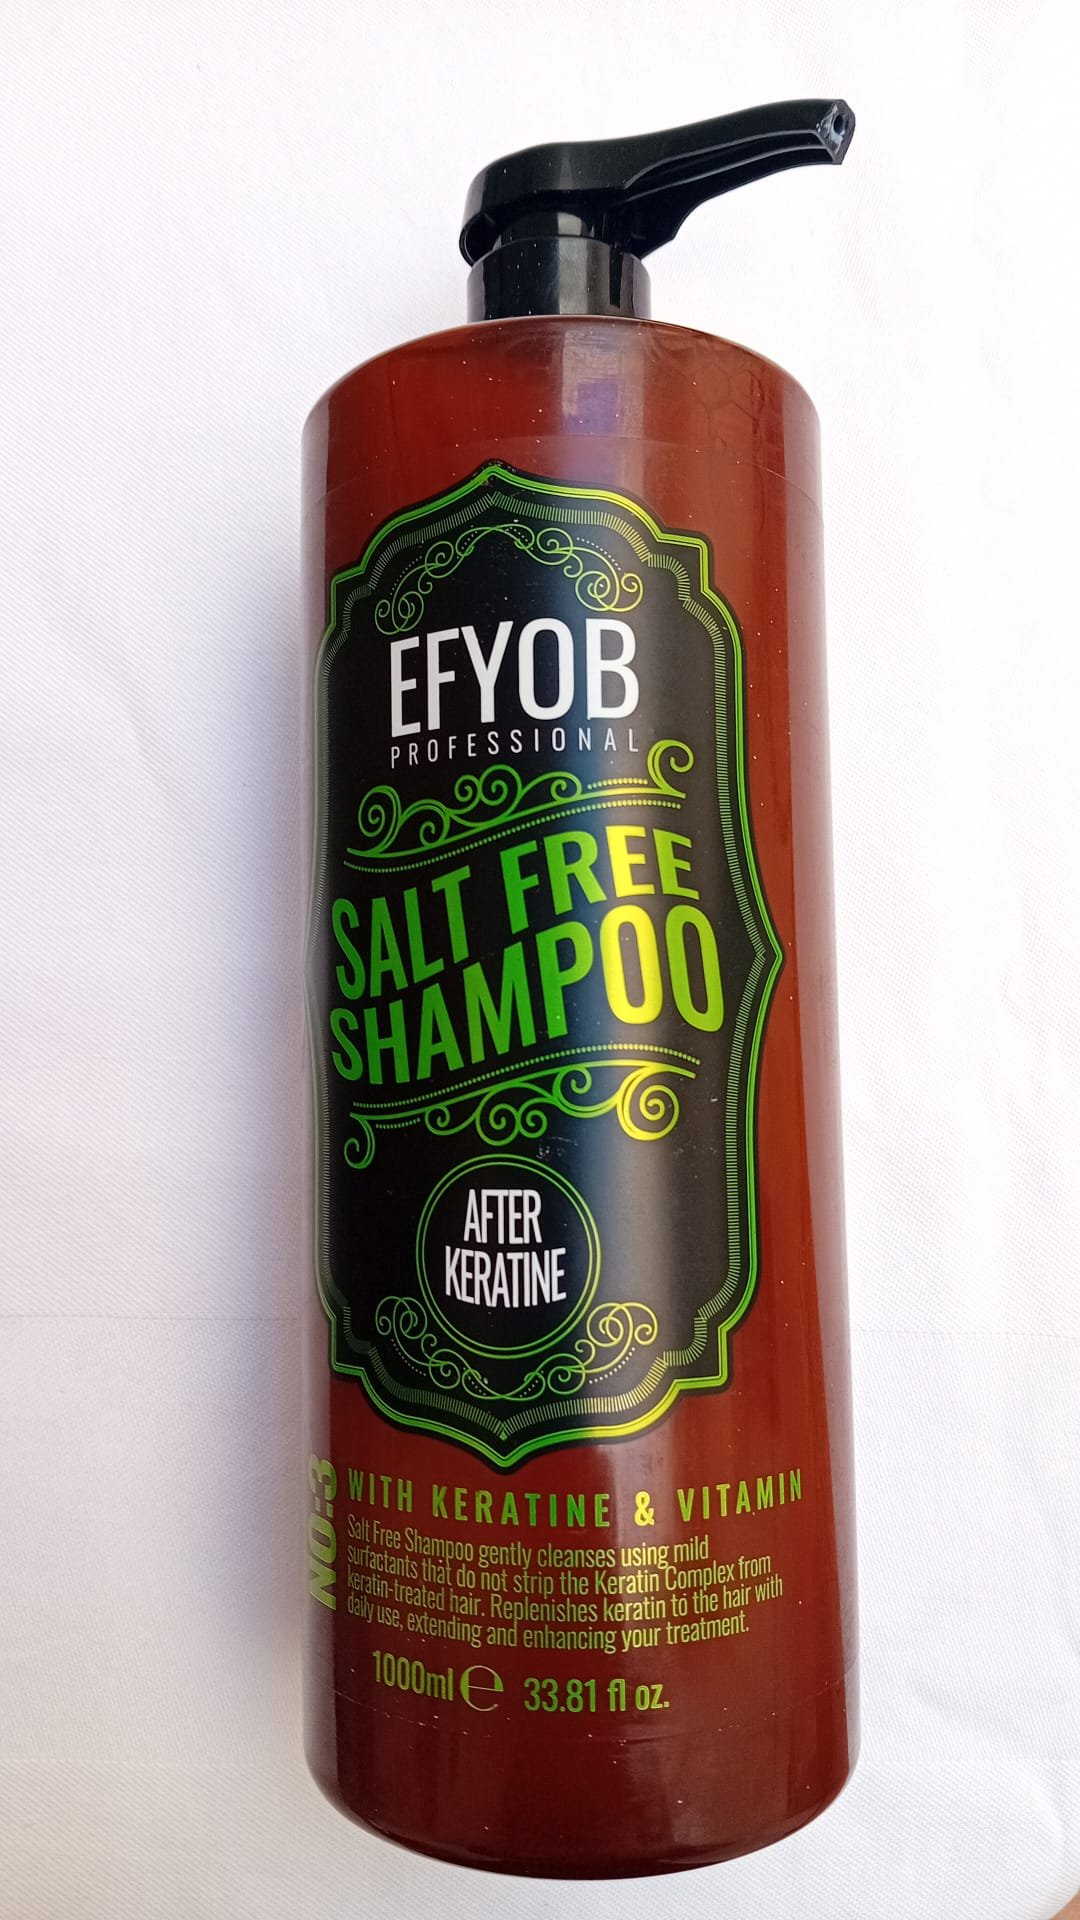 EFYOB
PROFESSIONAL
SALT FREE
SHAMPOO
AFTER
KERATINE
NO:3
WITH KERATINE & VITAMIN
Salt Free Shampoo gently cleanses using mild
surfactants that do not strip the Keratin Complex from
keratin-treated hair. Replenishes keratin to the hair with
daily use, extending and enhancing your treatment.
1000ml ℮ 33.81 fl oz.